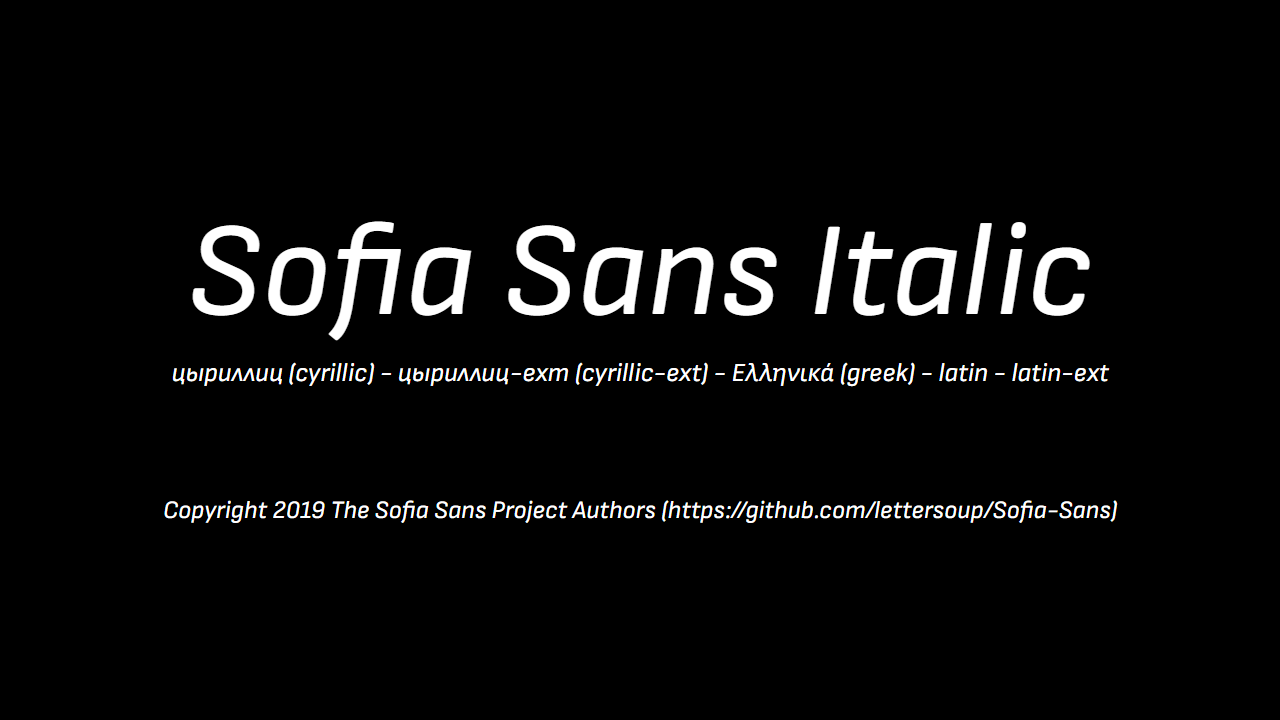 Sofia Sans Italic
цыриллиц (cyrillic) - цыриллиц-ext (cyrillic-ext) - Ελληνικά (greek) - latin - latin-ext
Copyright 2019 The Sofia Sans Project Authors (https://github.com/lettersoup/Sofia-Sans)